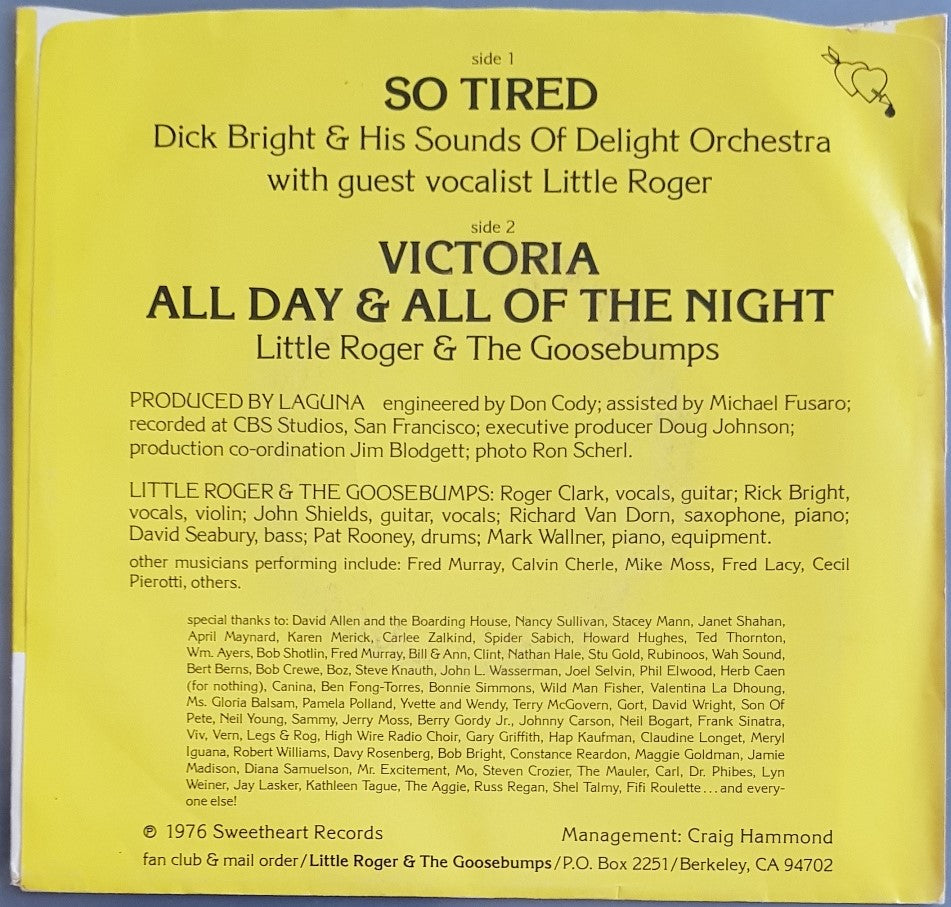 side 1
SO TIRED
Dick Bright & His Sounds Of Delight Orchestra
with guest vocalist Little Roger
side 2
VICTORIA
ALL DAY & ALL OF THE NIGHT
Little Roger & The Goosebumps
PRODUCED BY LAGUNA engineered by Don Cody; assisted by Michael Fusaro;
recorded at CBS Studios, San Francisco; executive producer Doug Johnson;
production co-ordination Jim Blodgett; photo Ron Scherl.
LITTLE ROGER & THE GOOSEBUMPS: Roger Clark, vocals, guitar; Rick Bright,
vocals, violin; John Shields, guitar, vocals; Richard Van Dorn, saxophone, piano;
David Seabury, bass; Pat Rooney, drums; Mark Wallner, piano, equipment.
other musicians performing include: Fred Murray, Calvin Cherle, Mike Moss, Fred Lacy, Cecil
Pierotti, others.
special thanks to: David Allen and the Boarding House, Nancy Sullivan, Stacey Mann, Janet Shahan,
April Maynard, Karen Merick, Carlee Zalkind, Spider Sabich, Howard Hughes, Ted Thornton,
Wm. Ayers, Bob Shotlin, Fred Murray, Bill & Ann, Clint, Nathan Hale, Stu Gold, Rubinoos, Wah Sound,
Bert Berns, Bob Crewe, Boz, Steve Knauth, John L. Wasserman, Joel Selvin, Phil Elwood, Herb Caen
(for nothing), Canina, Ben Fong-Torres, Bonnie Simmons, Wild Man Fisher, Valentina La Dhoung,
Ms. Gloria Balsam, Pamela Polland, Yvette and Wendy, Terry McGovern, Gort, David Wright, Son Of
Pete, Neil Young, Sammy, Jerry Moss, Berry Gordy Jr., Johnny Carson, Neil Bogart, Frank Sinatra,
Viv, Vern, Legs & Rog, High Wire Radio Choir, Gary Griffith, Hap Kaufman, Claudine Longet, Meryl
Iguana, Robert Williams, Davy Rosenberg, Bob Bright, Constance Reardon, Maggie Goldman, Jamie
Madison, Diana Samuelson, Mr. Excitement, Mo, Steven Crozier, The Mauler, Carl, Dr. Phibes, Lyn
Weiner, Jay Lasker, Kathleen Tague, The Aggie, Russ Regan, Shel Talmy, Fifi Roulette...and every-
one else!
℗ 1976 Sweetheart Records
Management: Craig Hammond
fan club & mail order/Little Roger & The Goosebumps/P.O. Box 2251/Berkeley, CA 94702